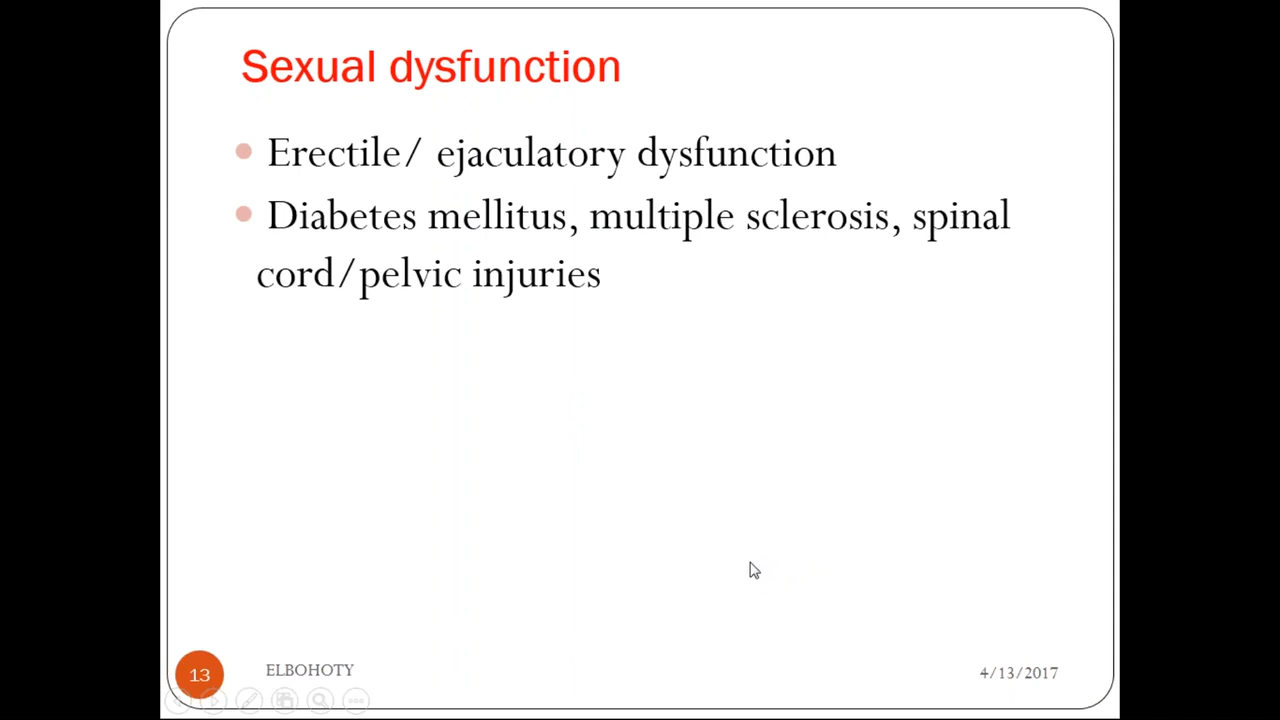 Sexual dysfunction
Erectile/ ejaculatory dysfunction
Diabetes mellitus, multiple sclerosis, spinal
cord/pelvic injuries
13
ELBOHOTY
4/13/2017